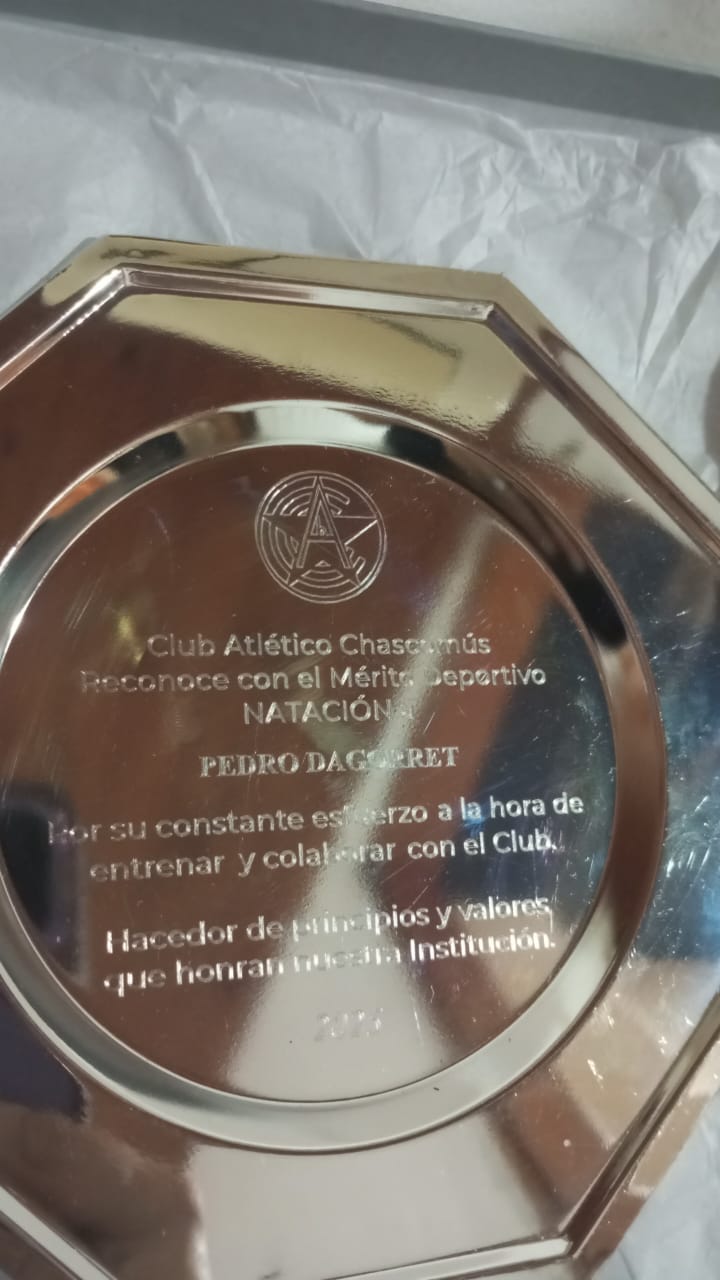 A
Club Atlético Chascomús
Reconoce con el Mérito Deportivo
NATACIÓN
PEDRO DAGORRET
Por su constante esfuerzo a la hora de
entrenar y colaborar con el Club.
Hacedor de principios y valores
que honran nuestra Institución.